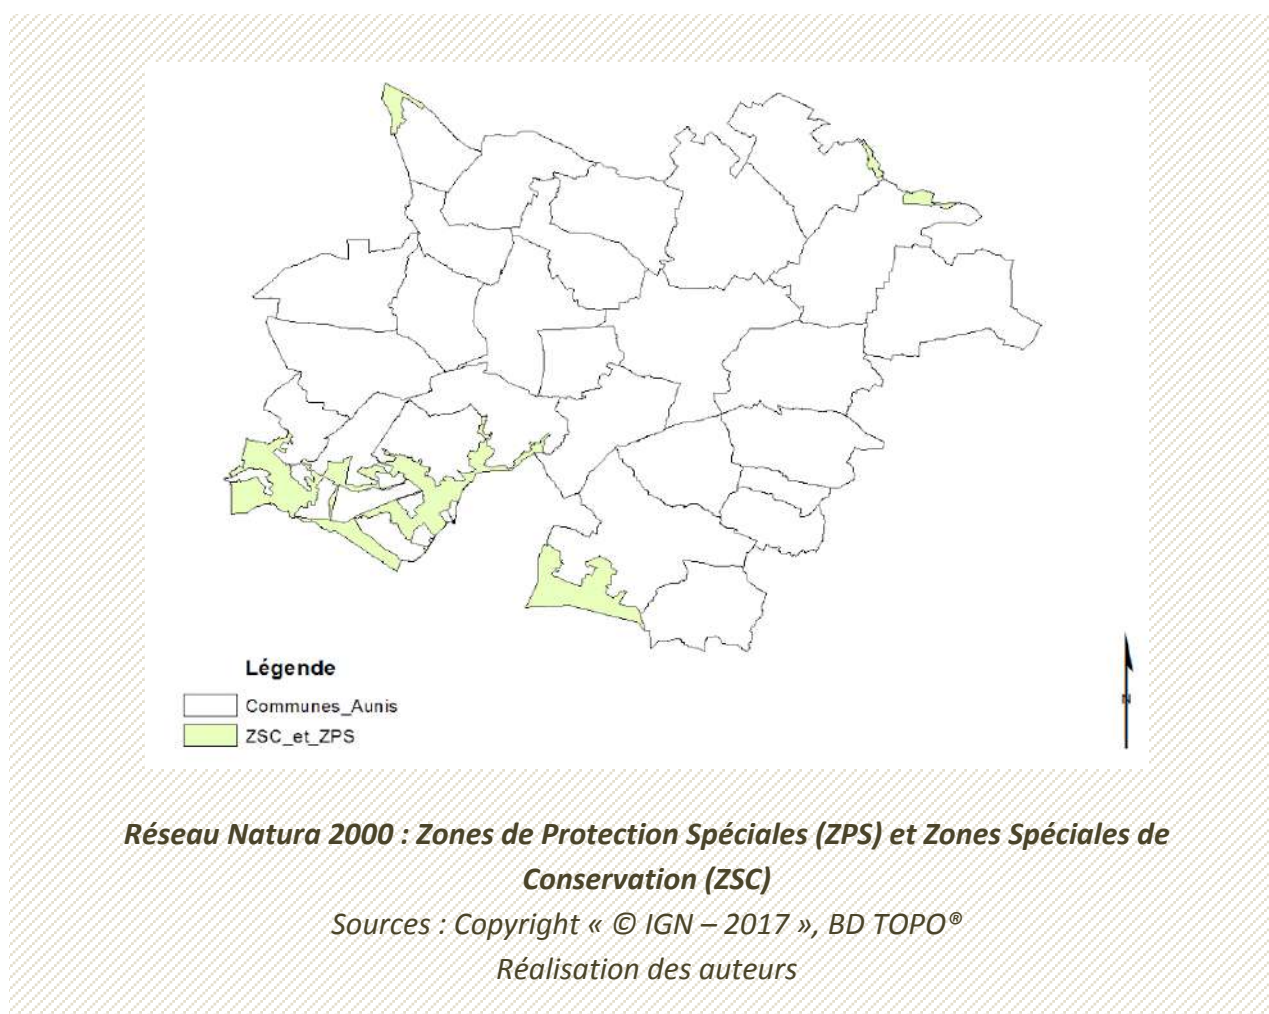 Légende
Communes_Aunis
ZSC_et_ZPS
N
Réseau Natura 2000 : Zones de Protection Spéciales (ZPS) et Zones Spéciales de
Conservation (ZSC)
Sources : Copyright « © IGN – 2017 », BD TOPO®
Réalisation des auteurs